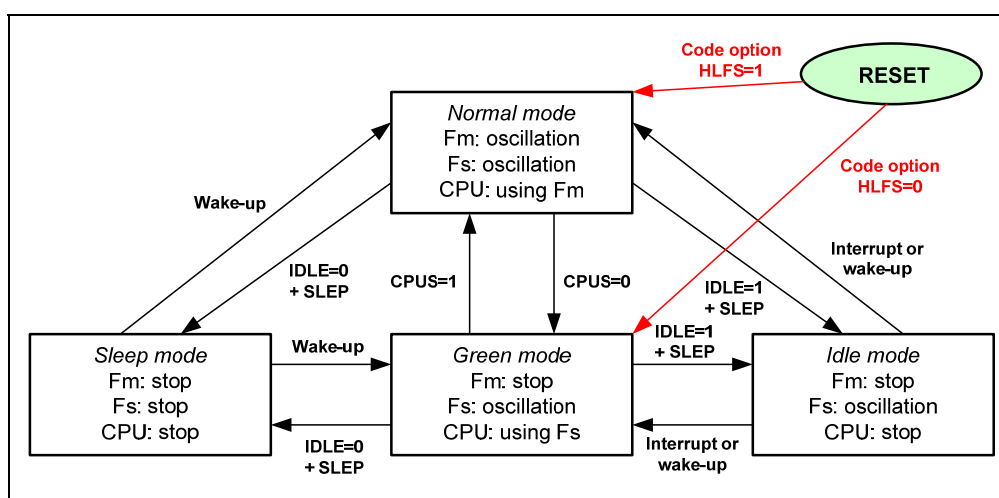 Code option
HLFS=1
RESET
Normal mode
Fm: oscillation
Fs: oscillation
CPU: using Fm
Code option
HLFS=0
Wake-up
Interrupt or
wake-up
IDLE=0
+ SLEP
CPUS=1
CPUS=0
IDLE=1
+ SLEP
Sleep mode
Fm: stop
Fs: stop
CPU: stop
Wake-up
Green mode
Fm: stop
Fs: oscillation
CPU: using Fs
IDLE=1
+ SLEP
Idle mode
Fm: stop
Fs: oscillation
CPU: stop
IDLE=0
+ SLEP
Interrupt or
wake-up